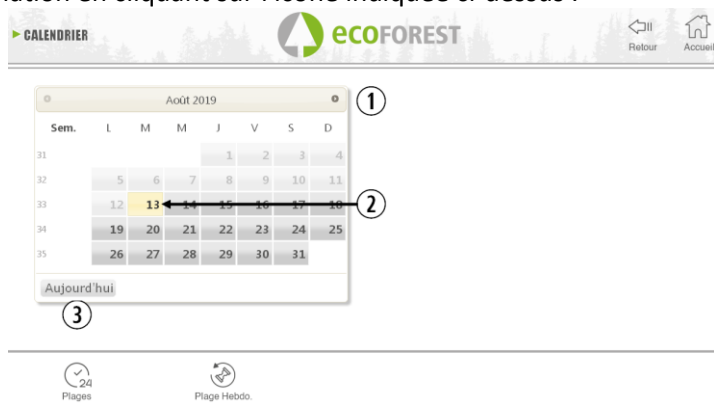 nation en cliquant sur l'icône indiquée ci-dessus :
► CALENDRIER
ecoFOREST
Retour
Accueil
Août 2019
①
Sem. L M M J V S D
31 1 2 3 4
32 5 6 7 8 9 10 11
33 12 13 14 15 16 17 18
②
34 19 20 21 22 23 24 25
35 26 27 28 29 30 31
Aujourd'hui
③
24
Plages
Plage Hebdo.